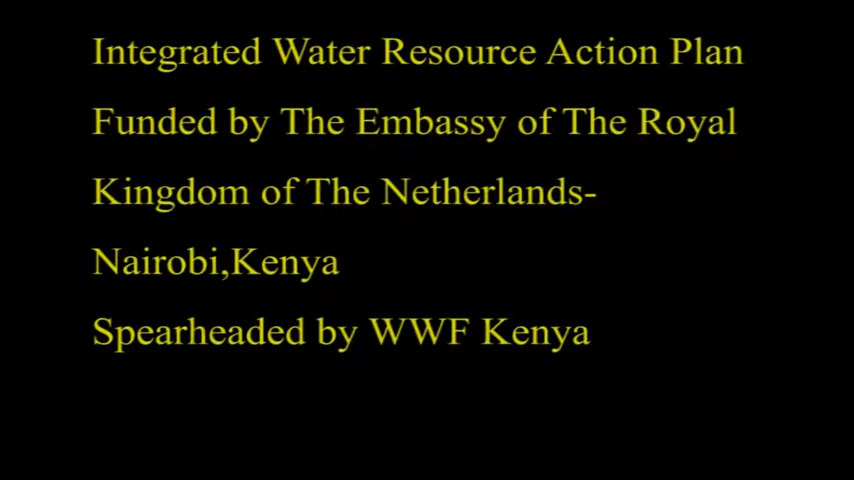 Integrated Water Resource Action Plan
Funded by The Embassy of The Royal
Kingdom of The Netherlands-
Nairobi,Kenya
Spearheaded by WWF Kenya